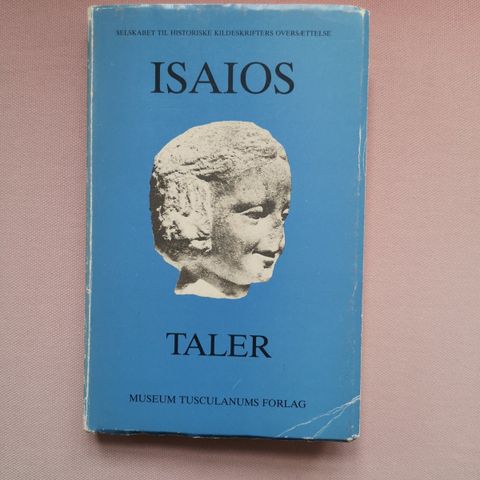 SELSKABET TIL HISTORISKE KILDESKRIFTERS OVERSÆTTELSE
ISAIOS
TALER
MUSEUM TUSCULANUMS FORLAG